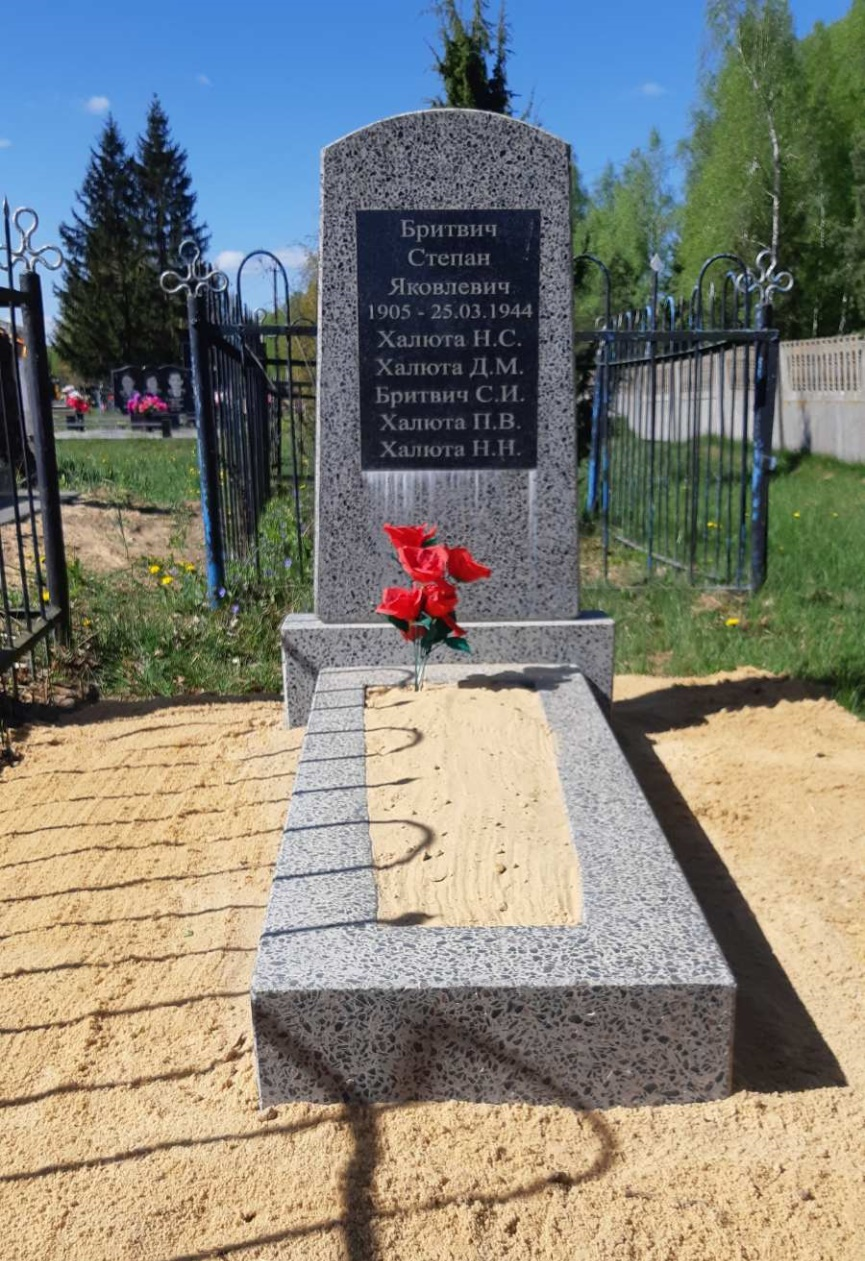 Бритвич
Степан
Яковлевич
1905 - 25.03.1944
Халюта Н.С.
Халюта Д.М.
Бритвич С.И.
Халюта П.В.
Халюта Н.Н.